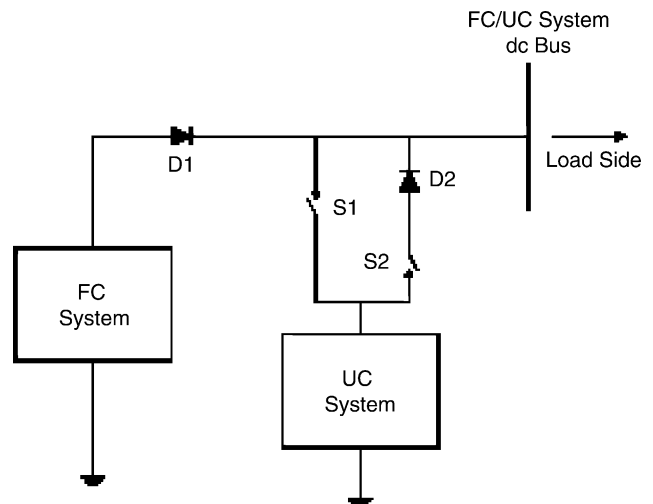 FC/UC System
dc Bus
Load Side
D1
D2
S1
S2
FC
System
UC
System